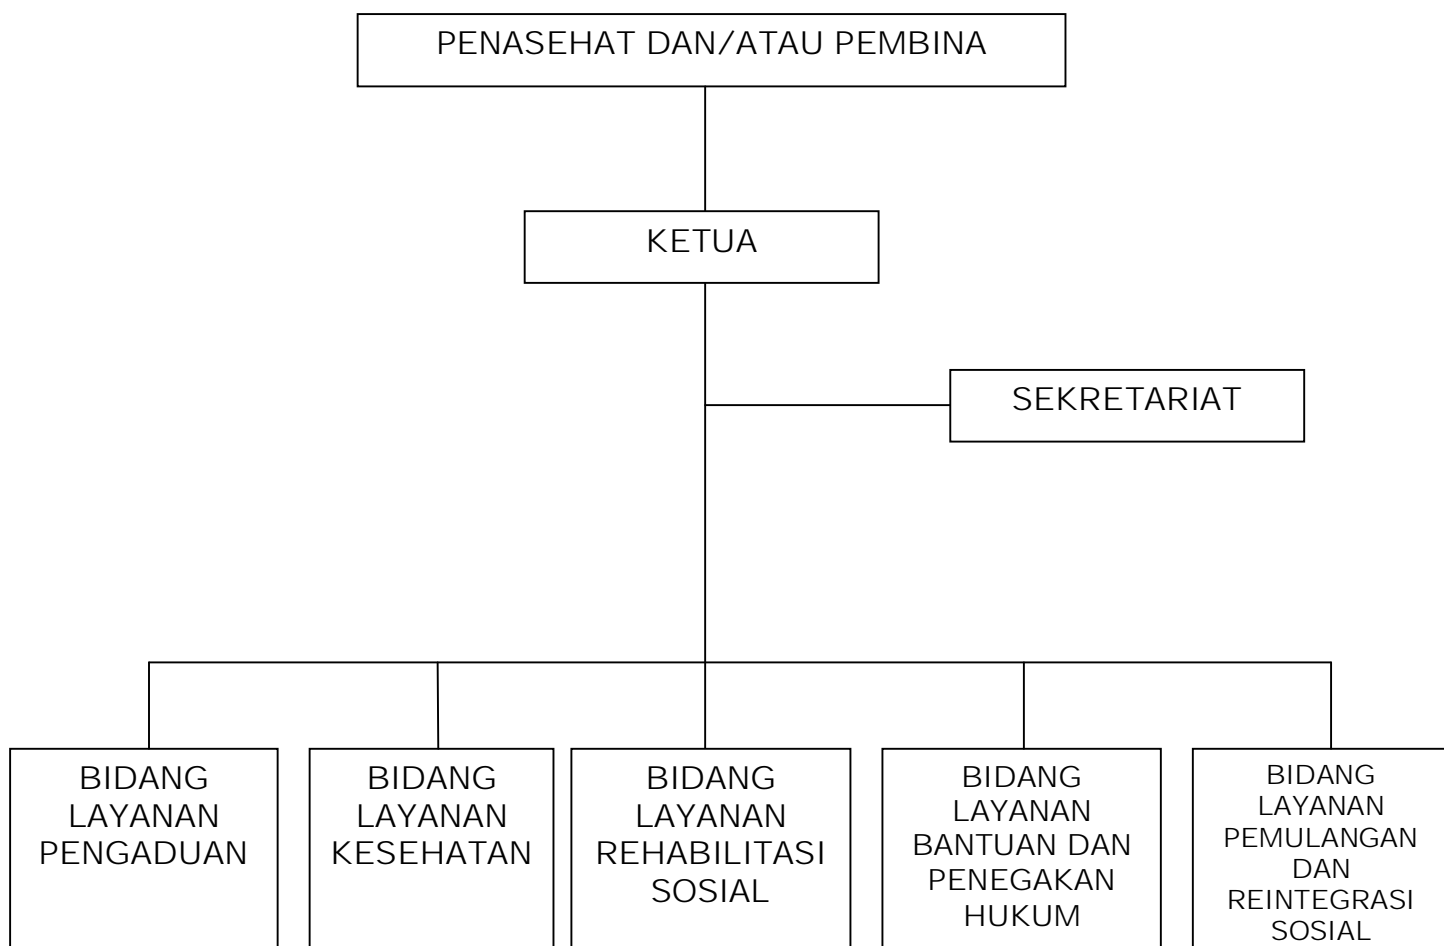 PENASEHAT DAN/ATAU PEMBINA
KETUA
SEKRETARIAT
BIDANG
LAYANAN
PENGADUAN
BIDANG
LAYANAN
KESEHATAN
BIDANG
LAYANAN
REHABILITASI
SOSIAL
BIDANG
LAYANAN
BANTUAN DAN
PENEGAKAN
HUKUM
BIDANG
LAYANAN
PEMULANGAN
DAN
REINTEGRASI
SOSIAL